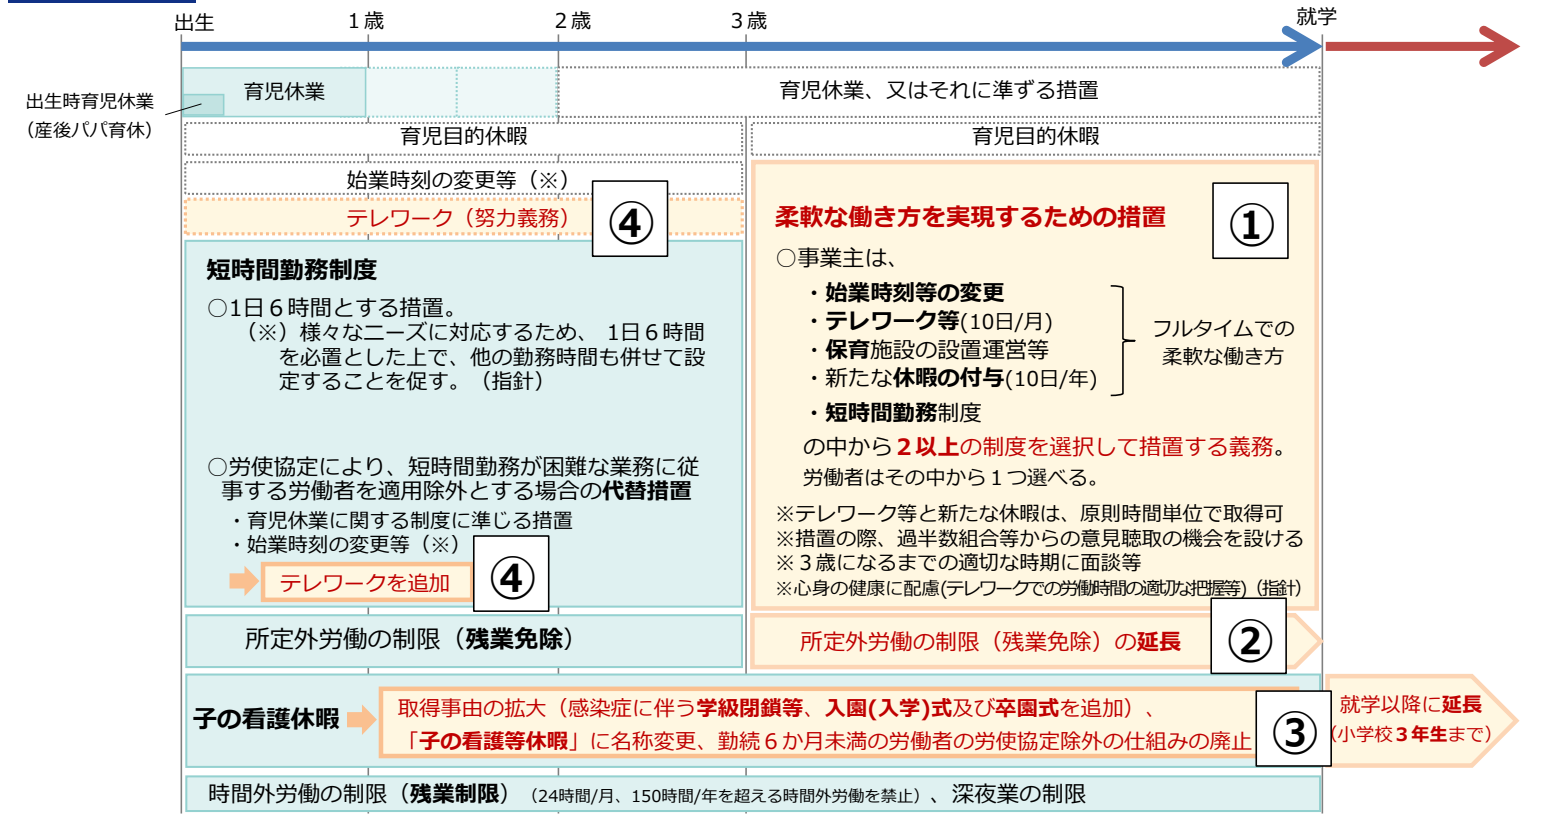 出生
1歳
2歳
3歳
就学
出生時育児休業
（産後パパ育休）
育児休業
育児休業、又はそれに準ずる措置
育児目的休暇
育児目的休暇
始業時刻の変更等（※）
テレワーク（努力義務）
④
短時間勤務制度
○1日６時間とする措置。
（※）様々なニーズに対応するため、 1日６時間
を必置とした上で、他の勤務時間も併せて設
定することを促す。（指針）
○労使協定により、短時間勤務が困難な業務に従
事する労働者を適用除外とする場合の代替措置
・育児休業に関する制度に準じる措置
・始業時刻の変更等（※）
テレワークを追加
④
柔軟な働き方を実現するための措置
①
○事業主は、
・始業時刻等の変更
・テレワーク等(10日/月)
・保育施設の設置運営等
・新たな休暇の付与(10日/年)
フルタイムでの
柔軟な働き方
・短時間勤務制度
の中から２以上の制度を選択して措置する義務。
労働者はその中から１つ選べる。
※テレワーク等と新たな休暇は、原則時間単位で取得可
※措置の際、過半数組合等からの意見聴取の機会を設ける
※３歳になるまでの適切な時期に面談等
※心身の健康に配慮(テレワークでの労働時間の適切な把握等)（指針）
所定外労働の制限（残業免除）
所定外労働の制限（残業免除）の延長
②
子の看護休暇
取得事由の拡大（感染症に伴う学級閉鎖等、入園(入学)式及び卒園式を追加）、
「子の看護等休暇」に名称変更、勤続６か月未満の労働者の労使協定除外の仕組みの廃止
③
就学以降に延長
（小学校３年生まで）
時間外労働の制限（残業制限）（24時間/月、150時間/年を超える時間外労働を禁止）、深夜業の制限